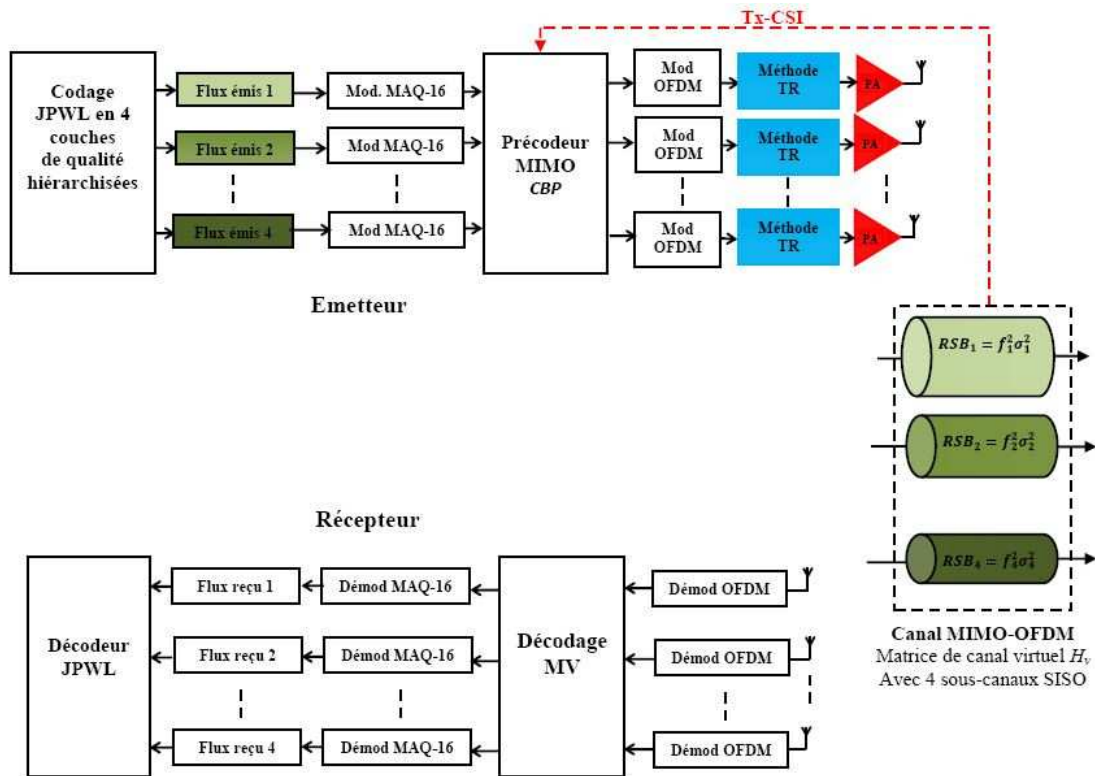 Tx-CSI
Codage
JPWL en 4
couches
de qualité
hiérarchisées
Flux émis 1
Mod. MAQ-16
Flux émis 2
Mod MAQ-16
Flux émis 4
Mod MAQ-16
Précodeur
MIMO
CBP
Mod
OFDM
Méthode
TR
PA
Mod
OFDM
Méthode
TR
PA
Mod
OFDM
Méthode
TR
PA
Emetteur
RSB₁ = f₁²σ₁²
RSB₂ = f₂²σ₂²
RSB₄ = f₄²σ₄²
Canal MIMO-OFDM
Matrice de canal virtuel Hᵥ
Avec 4 sous-canaux SISO
Récepteur
Décodeur
JPWL
Flux reçu 1
Démod MAQ-16
Flux reçu 2
Démod MAQ-16
Flux reçu 4
Démod MAQ-16
Décodage
MV
Démod OFDM
Démod OFDM
Démod OFDM